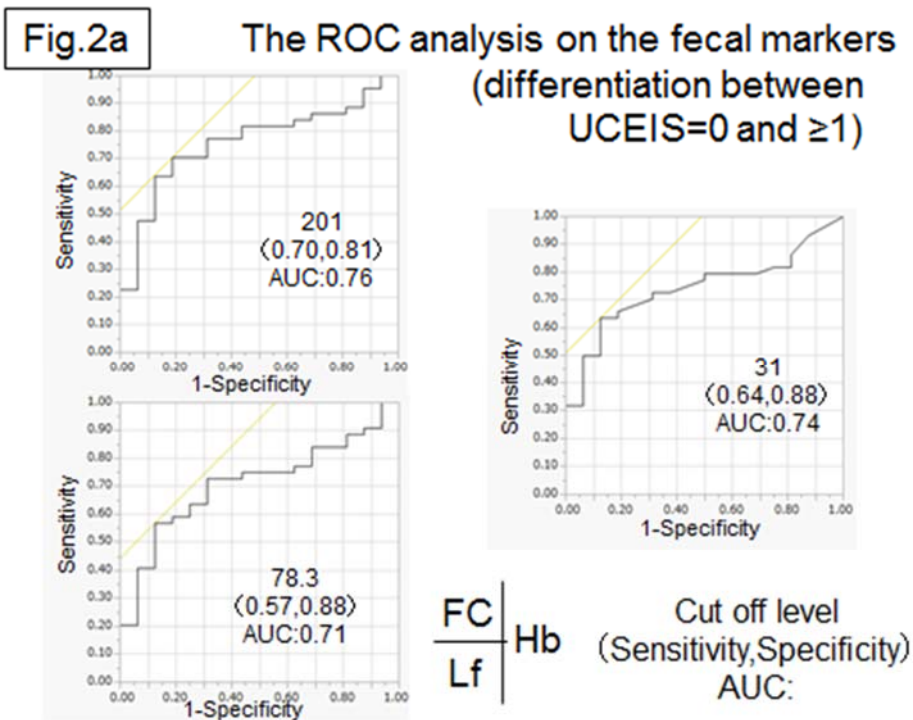 Fig.2a
The ROC analysis on the fecal markers
(differentiation between
UCEIS=0 and ≥1)
Sensitivity
1.00
0.90
0.80
0.70
0.60
0.50
0.40
0.30
0.20
0.10
0.00
201
(0.70,0.81)
AUC:0.76
0.00 0.20 0.40 0.60 0.80 1.00
1-Specificity
Sensitivity
1.00
0.90
0.80
0.70
0.60
0.50
0.40
0.30
0.20
0.10
0.00
31
(0.64,0.88)
AUC:0.74
0.00 0.20 0.40 0.60 0.80 1.00
1-Specificity
Sensitivity
1.00
0.90
0.80
0.70
0.60
0.50
0.40
0.30
0.20
0.10
0.00
78.3
(0.57,0.88)
AUC:0.71
0.00 0.20 0.40 0.60 0.80 1.00
1-Specificity
FC
Lf
Hb
Cut off level
(Sensitivity,Specificity)
AUC: